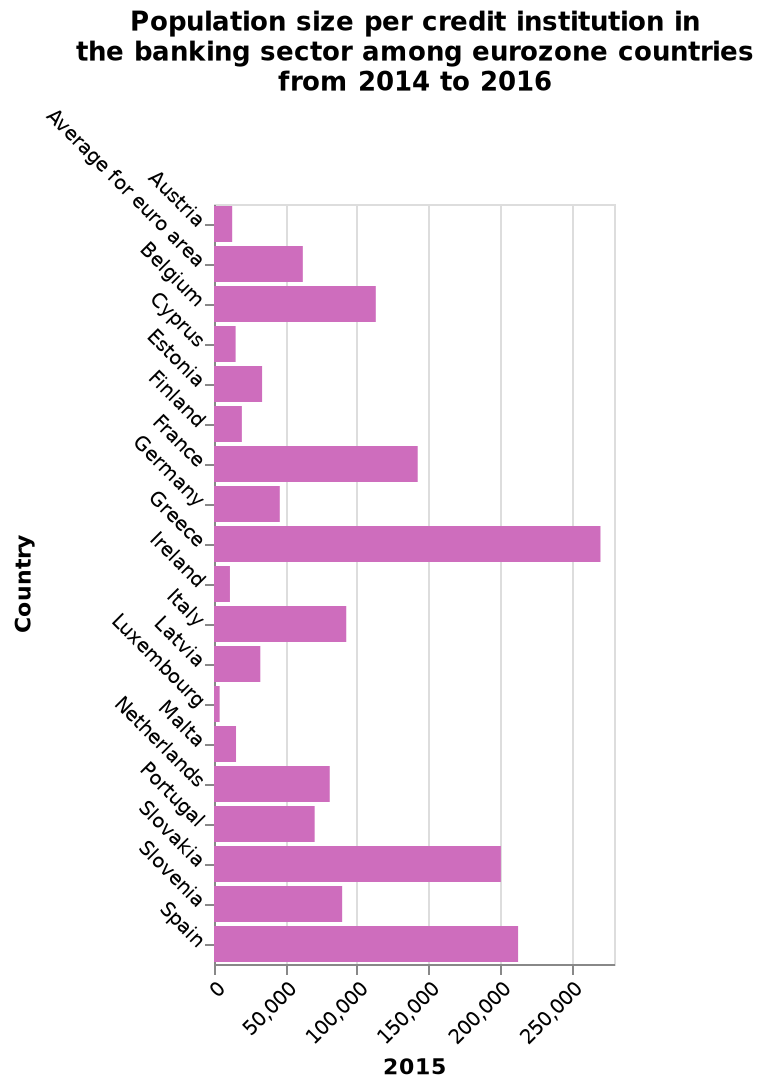 Population size per credit institution in
the banking sector among eurozone countries
from 2014 to 2016
Country
Austria
Average for euro area
Belgium
Cyprus
Estonia
Finland
France
Germany
Greece
Ireland
Italy
Latvia
Luxembourg
Malta
Netherlands
Portugal
Slovakia
Slovenia
Spain
0
50,000
100,000
150,000
200,000
250,000
2015